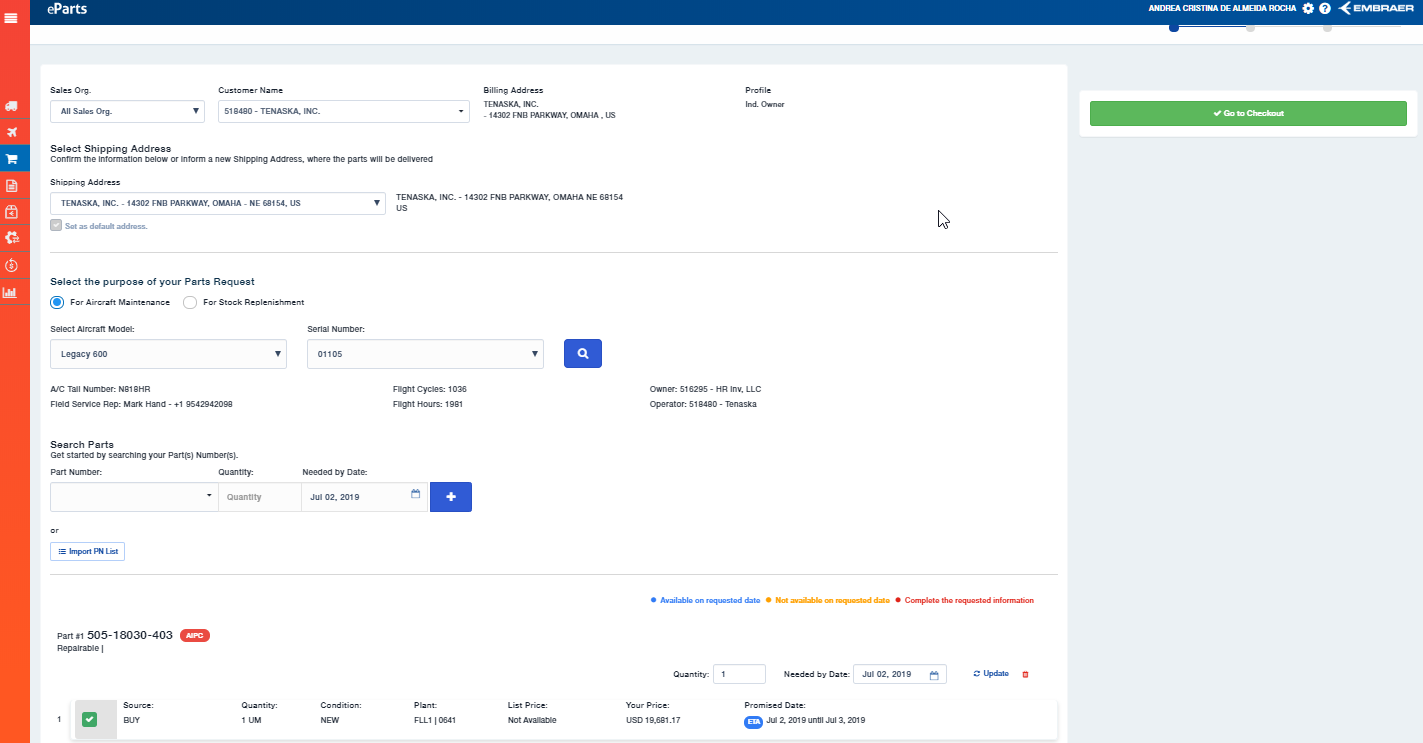 eParts
ANDREA CRISTINA DE ALMEIDA ROCHA
EMBRAER
Sales Org.
Customer Name
Billing Address
Profile
All Sales Org.
518480 - TENASKA, INC.
TENASKA, INC.
- 14302 FNB PARKWAY, OMAHA , US
Ind. Owner
Go to Checkout
Select Shipping Address
Confirm the information below or inform a new Shipping Address, where the parts will be delivered
Shipping Address
TENASKA, INC. - 14302 FNB PARKWAY, OMAHA - NE 68154, US
TENASKA, INC. - 14302 FNB PARKWAY, OMAHA NE 68154
US
Set as default address.
Select the purpose of your Parts Request
For Aircraft Maintenance
For Stock Replenishment
Select Aircraft Model:
Serial Number:
Legacy 600
01105
A/C Tail Number: N818HR
Flight Cycles: 1036
Owner: 516295 - HR Inv, LLC
Field Service Rep: Mark Hand - +1 9542942098
Flight Hours: 1981
Operator: 518480 - Tenaska
Search Parts
Get started by searching your Part(s) Number(s).
Part Number:
Quantity:
Needed by Date:
Quantity
Jul 02, 2019
or
Import PN List
Available on requested date
Not available on requested date
Complete the requested information
Part #1 505-18030-403 AIPC
Repairable |
Quantity: 1
Needed by Date: Jul 02, 2019
Update
Source:
Quantity:
Condition:
Plant:
List Price:
Your Price:
Promised Date:
1
BUY
1 UM
NEW
FLL1 | 0641
Not Available
USD 19,681.17
ETA Jul 2, 2019 until Jul 3, 2019